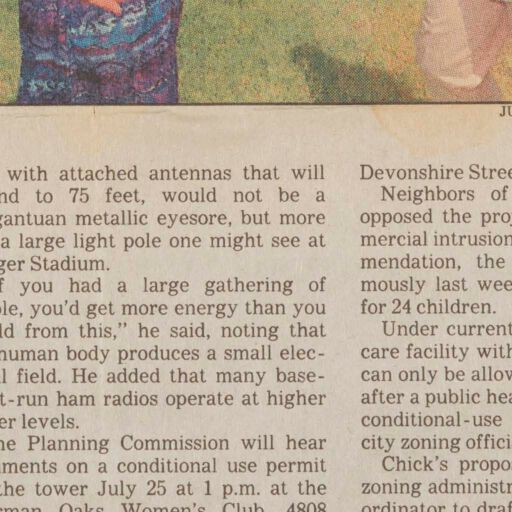 JU
with attached antennas that will
nd to 75 feet, would not be a
gantuan metallic eyesore, but more
a large light pole one might see at
ger Stadium.
f you had a large gathering of
ple, you'd get more energy than you
ld from this," he said, noting that
human body produces a small elec-
l field. He added that many base-
t-run ham radios operate at higher
er levels.
ne Planning Commission will hear
ments on a conditional use permit
the tower July 25 at 1 p.m. at the
rman Oaks Women's Club, 4808
Devonshire Stree
Neighbors of
opposed the proj
mercial intrusion
mendation, the
mously last wee
for 24 children.
Under current
care facility with
can only be allow
after a public hea
conditional-use
city zoning offici
Chick's propos
zoning administr
ordinator to draf